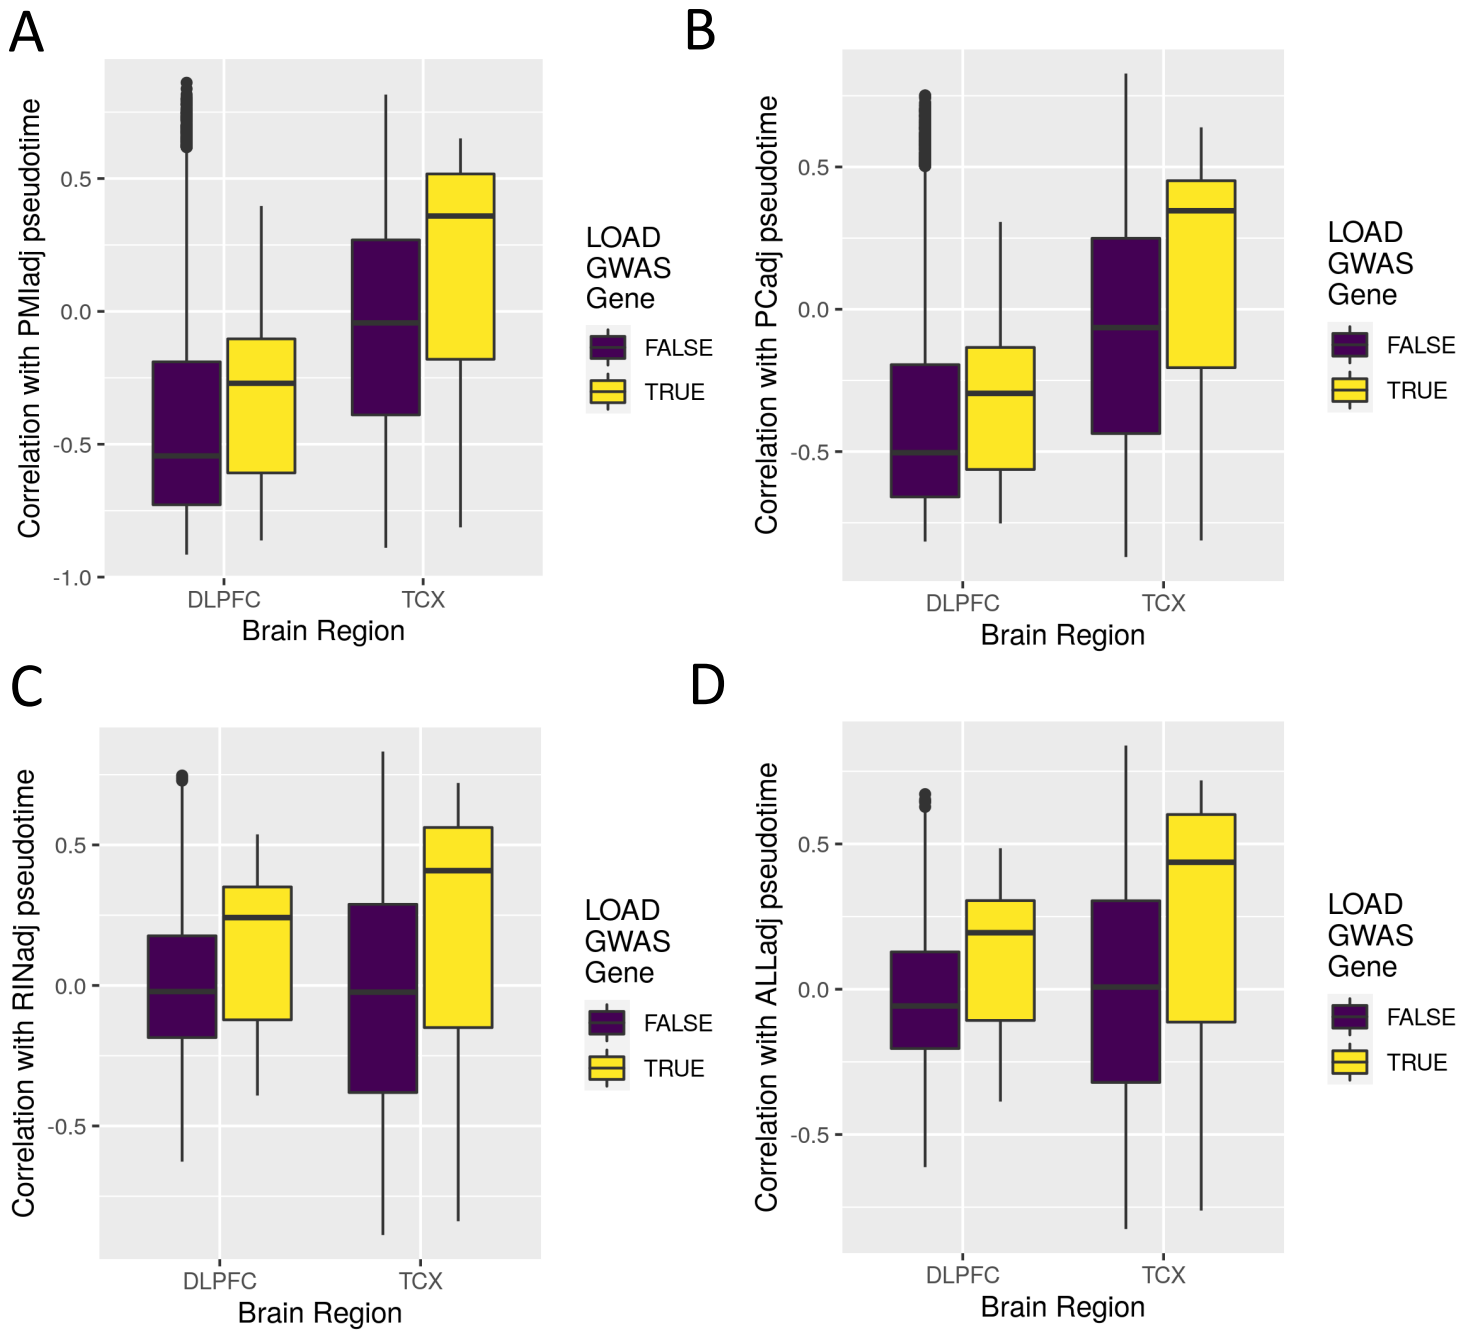 A
Correlation with PMIadj pseudotime
0.5
0.0
-0.5
-1.0
DLPFC TCX
Brain Region
LOAD
GWAS
Gene
FALSE
TRUE
B
Correlation with PCadj pseudotime
0.5
0.0
-0.5
DLPFC TCX
Brain Region
LOAD
GWAS
Gene
FALSE
TRUE
C
Correlation with RINadj pseudotime
0.5
0.0
-0.5
DLPFC TCX
Brain Region
LOAD
GWAS
Gene
FALSE
TRUE
D
Correlation with ALLadj pseudotime
0.5
0.0
-0.5
DLPFC TCX
Brain Region
LOAD
GWAS
Gene
FALSE
TRUE